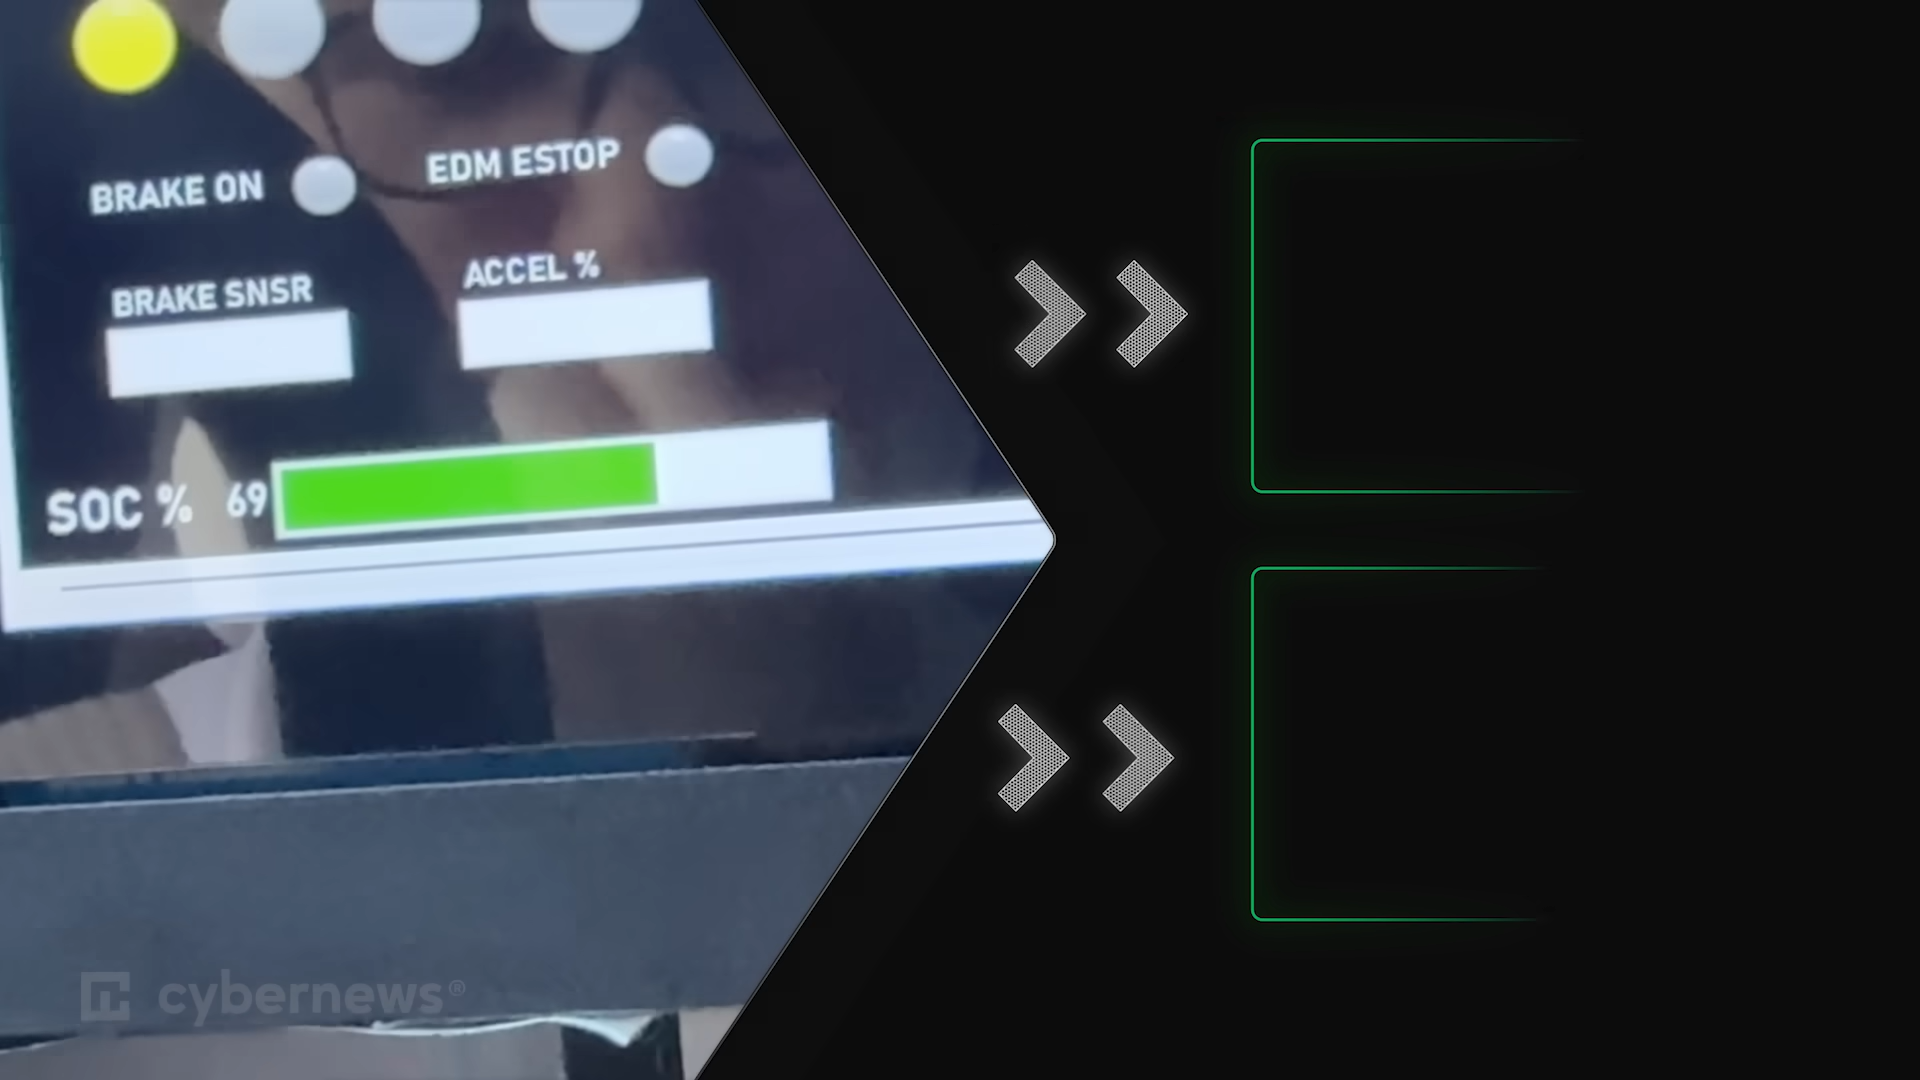 BRAKE ON
EDM ESTOP
BRAKE SNSR
ACCEL %
SOC % 69
cybernews®